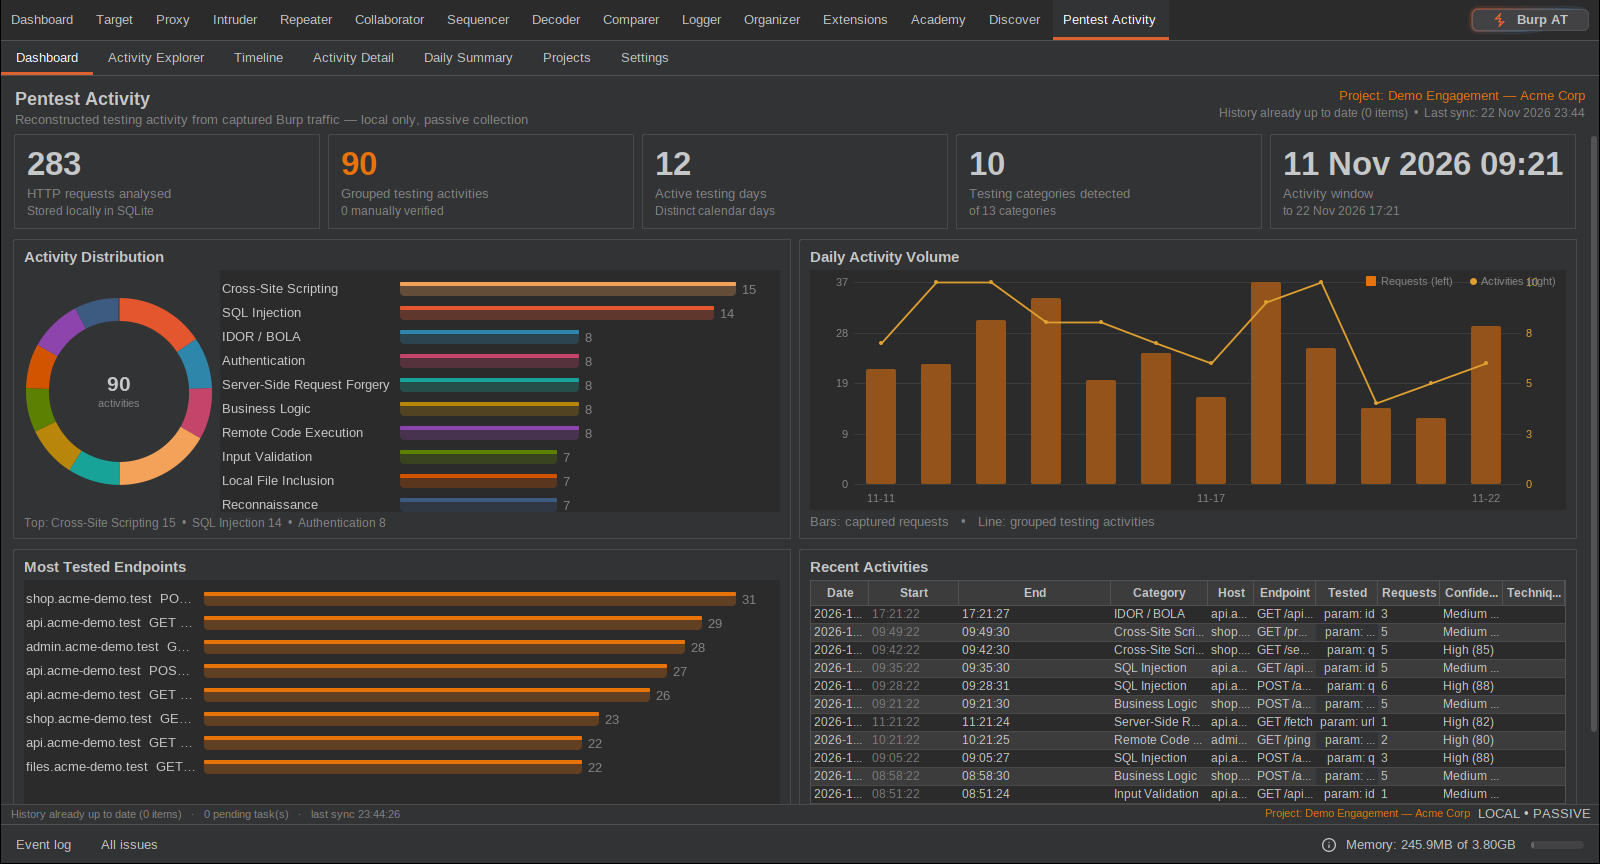 Dashboard Target Proxy Intruder Repeater Collaborator Sequencer Decoder Comparer Logger Organizer Extensions Academy Discover Pentest Activity Burp AT
Dashboard Activity Explorer Timeline Activity Detail Daily Summary Projects Settings
Pentest Activity
Reconstructed testing activity from captured Burp traffic — local only, passive collection
Project: Demo Engagement — Acme Corp
History already up to date (0 items) • Last sync: 22 Nov 2026 23:44
283
HTTP requests analysed
Stored locally in SQLite
90
Grouped testing activities
0 manually verified
12
Active testing days
Distinct calendar days
10
Testing categories detected
of 13 categories
11 Nov 2026 09:21
Activity window
to 22 Nov 2026 17:21
Activity Distribution
90
activities
Cross-Site Scripting 15
SQL Injection 14
IDOR / BOLA 8
Authentication 8
Server-Side Request Forgery 8
Business Logic 8
Remote Code Execution 8
Input Validation 7
Local File Inclusion 7
Reconnaissance 7
Top: Cross-Site Scripting 15 • SQL Injection 14 • Authentication 8
Daily Activity Volume
Requests (left) Activities (right)
37 10
28 8
19 5
9 3
0 0
11-11 11-17 11-22
Bars: captured requests • Line: grouped testing activities
Most Tested Endpoints
shop.acme-demo.test PO... 31
api.acme-demo.test GET ... 29
admin.acme-demo.test G... 28
api.acme-demo.test POS... 27
api.acme-demo.test GET ... 26
shop.acme-demo.test GE... 23
api.acme-demo.test GET ... 22
files.acme-demo.test GET... 22
Recent Activities
Date Start End Category Host Endpoint Tested Requests Confide... Techniq...
2026-1... 17:21:22 17:21:27 IDOR / BOLA api.a... GET /api... param: id 3 Medium ...
2026-1... 09:49:22 09:49:30 Cross-Site Scri... shop.... GET /pr... param: ... 5 Medium ...
2026-1... 09:42:22 09:42:30 Cross-Site Scri... shop.... GET /se... param: q 5 High (85)
2026-1... 09:35:22 09:35:30 SQL Injection api.a... GET /api... param: id 5 Medium ...
2026-1... 09:28:22 09:28:31 SQL Injection api.a... POST /a... param: q 6 High (88)
2026-1... 09:21:22 09:21:30 Business Logic shop.... POST /a... param: ... 5 Medium ...
2026-1... 11:21:22 11:21:24 Server-Side R... api.a... GET /fetch param: url 1 High (82)
2026-1... 10:21:22 10:21:25 Remote Code ... admi... GET /ping param: ... 2 High (80)
2026-1... 09:05:22 09:05:27 SQL Injection api.a... POST /a... param: q 3 High (88)
2026-1... 08:58:22 08:58:30 Business Logic shop.... POST /a... param: ... 5 Medium ...
2026-1... 08:51:22 08:51:24 Input Validation api.a... GET /api... param: id 1 Medium ...
History already up to date (0 items) · 0 pending task(s) · last sync 23:44:26
Project: Demo Engagement — Acme Corp LOCAL • PASSIVE
Event log All issues
Memory: 245.9MB of 3.80GB